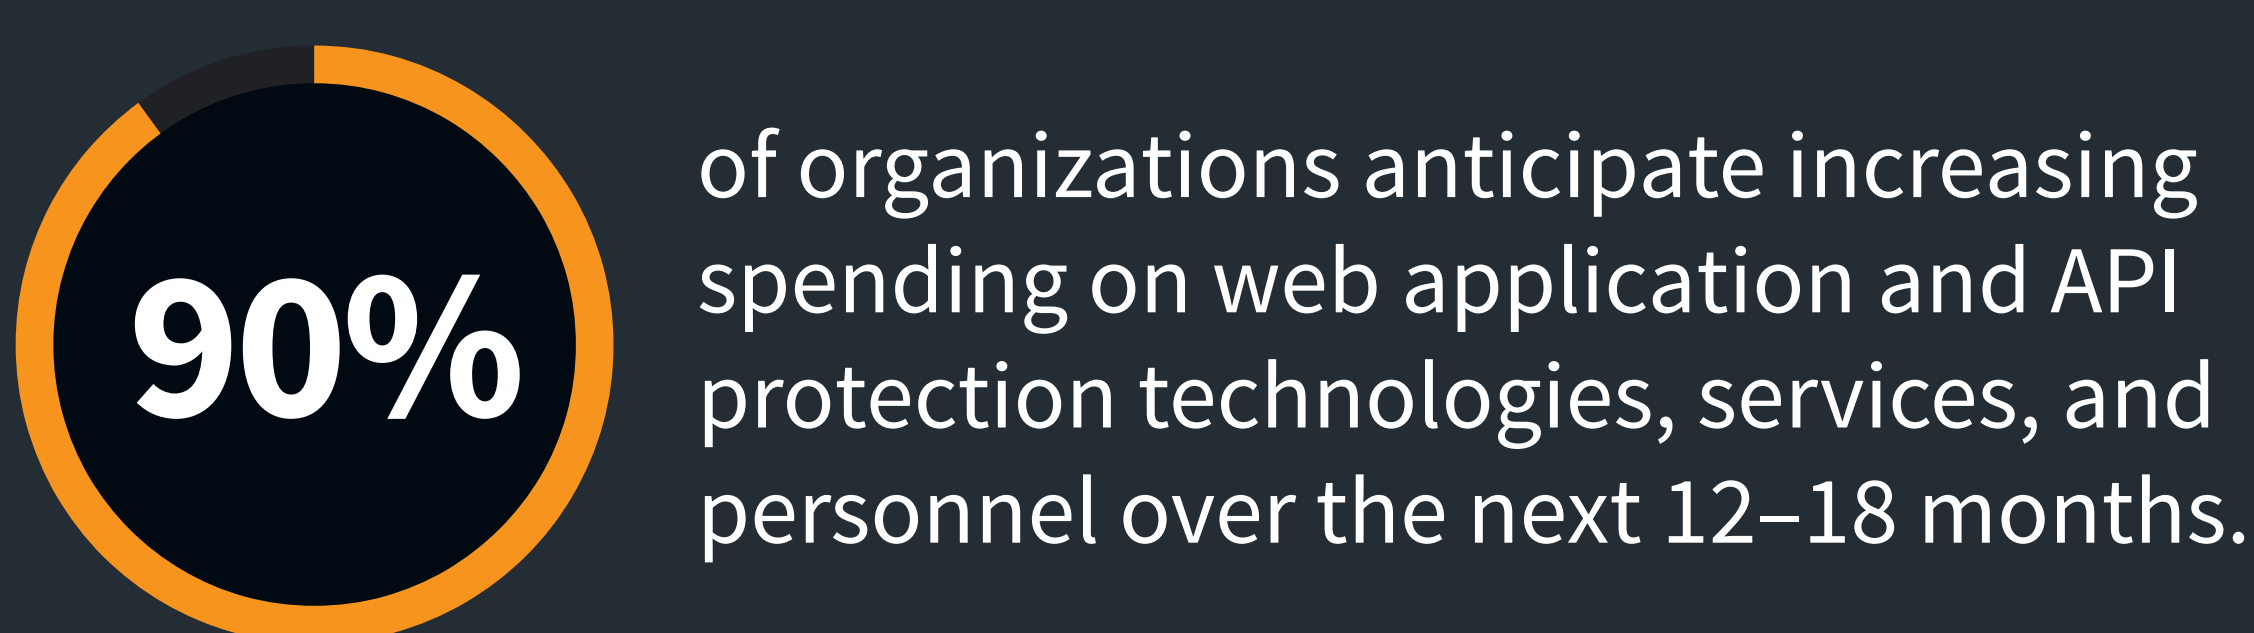 90%
of organizations anticipate increasing
spending on web application and API
protection technologies, services, and
personnel over the next 12–18 months.